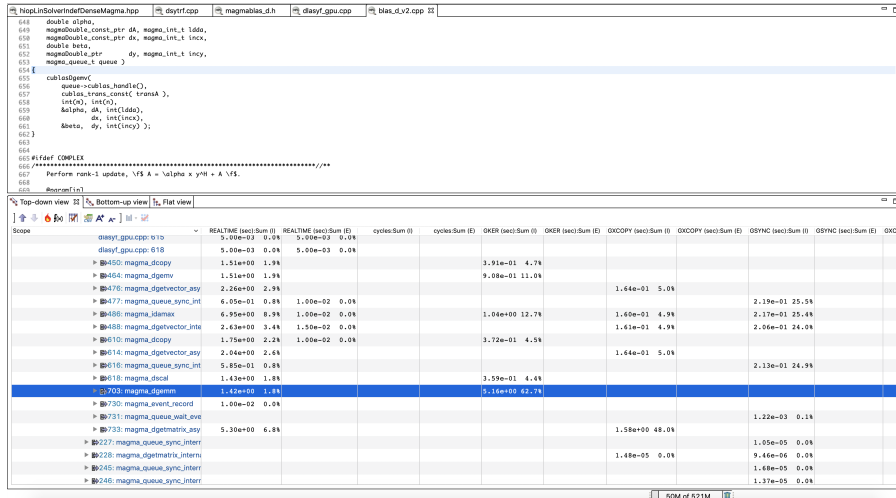 hiopLinSolverIndefDenseMagma.hpp dsytrf.cpp magmablas_d.h dlasyf_gpu.cpp blas_d_v2.cpp
648 double alpha,
649 magmaDouble_const_ptr dA, magma_int_t ldda,
650 magmaDouble_const_ptr dx, magma_int_t incx,
651 double beta,
652 magmaDouble_ptr dy, magma_int_t incy,
653 magma_queue_t queue )
654 {
655 cublasDgemv(
656 queue->cublas_handle(),
657 cublas_trans_const( transA ),
658 int(m), int(n),
659 &alpha, dA, int(ldda),
660 dx, int(incx),
661 &beta, dy, int(incy) );
662 }
663
664
665 #ifdef COMPLEX
666 /***************************************************************************//**
667 Perform rank-1 update, \f$ A = \alpha x y^H + A \f$.
668
669 @param[in]
Top-down view Bottom-up view Flat view
Scope REALTIME (sec):Sum (I) REALTIME (sec):Sum (E) cycles:Sum (I) cycles:Sum (E) GKER (sec):Sum (I) GKER (sec):Sum (E) GXCOPY (sec):Sum (I) GXCOPY (sec):Sum (E) GSYNC (sec):Sum (I) GSYNC (sec):Sum (E) GXC
dlasyf_gpu.cpp: 615 5.00e-03 0.0% 5.00e-03 0.0%
dlasyf_gpu.cpp: 618 5.00e-03 0.0% 5.00e-03 0.0%
450: magma_dcopy 1.51e+00 1.9% 3.91e-01 4.7%
464: magma_dgemv 1.51e+00 1.9% 9.08e-01 11.0%
476: magma_dgetvector_asy 2.26e+00 2.9% 1.64e-01 5.0%
477: magma_queue_sync_int 6.05e-01 0.8% 1.00e-02 0.0% 2.19e-01 25.5%
486: magma_idamax 6.95e+00 8.9% 1.00e-02 0.0% 1.04e+00 12.7% 1.60e-01 4.9% 2.17e-01 25.4%
488: magma_dgetvector_inte 2.63e+00 3.4% 1.50e-02 0.0% 1.61e-01 4.9% 2.06e-01 24.0%
610: magma_dcopy 1.75e+00 2.2% 1.00e-02 0.0% 3.72e-01 4.5%
614: magma_dgetvector_asy 2.04e+00 2.6% 1.64e-01 5.0%
616: magma_queue_sync_int 5.85e-01 0.8% 2.13e-01 24.9%
618: magma_dscal 1.43e+00 1.8% 3.59e-01 4.4%
703: magma_dgemm 1.42e+00 1.8% 5.16e+00 62.7%
730: magma_event_record 1.00e-02 0.0%
731: magma_queue_wait_eve 1.22e-03 0.1%
733: magma_dgetmatrix_asy 5.30e+00 6.8% 1.58e+00 48.0%
227: magma_queue_sync_interr 1.05e-05 0.0%
228: magma_dgetmatrix_interna 1.48e-05 0.0% 9.46e-06 0.0%
245: magma_queue_sync_interr 1.68e-05 0.0%
246: magma_queue_sync_interr 1.37e-05 0.0%
50M of 521M